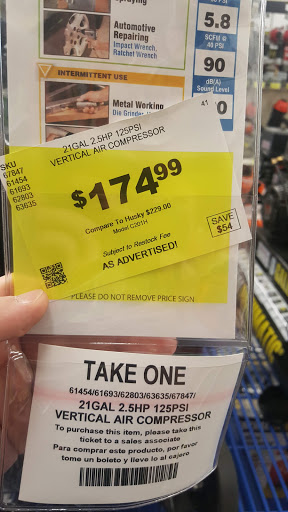 Spraying
Automotive
Repairing
Impact Wrench,
Ratchet Wrench
5.8
SCFM @
40 PSI
90
dB(A)
Sound Level
INTERMITTENT USE
Metal Working
Die Grinder
41
21GAL 2.5HP 125PSI
VERTICAL AIR COMPRESSOR
SKU
67847
61454
61693
62803
63635
$174.99
Compare To Husky $229.00
Model C201H
SAVE
$54
Subject to Restock Fee
AS ADVERTISED!
PLEASE DO NOT REMOVE PRICE SIGN
TAKE ONE
61454/61693/62803/63635/67847/
21GAL 2.5HP 125PSI
VERTICAL AIR COMPRESSOR
To purchase this item, please take this
ticket to a sales associate
Para comprar este producto, por favor
tome un boleto y llevelo al cajero